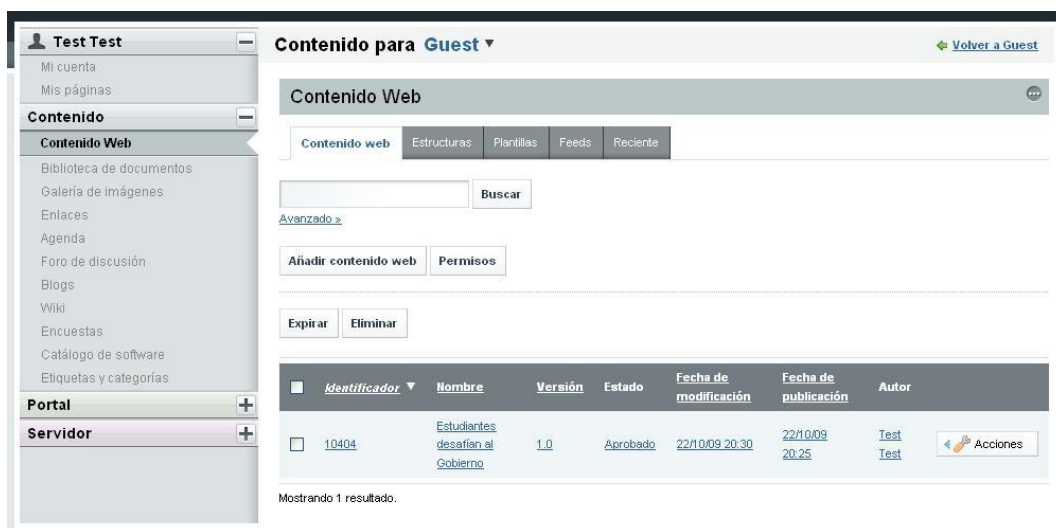 Test Test
Mi cuenta
Mis páginas
Contenido
Contenido Web
Biblioteca de documentos
Galería de imágenes
Enlaces
Agenda
Foro de discusión
Blogs
Wiki
Encuestas
Catálogo de software
Etiquetas y categorías
Portal
Servidor
Contenido para Guest
Volver a Guest
Contenido Web
Contenido web Estructuras Plantillas Feeds Reciente
Buscar
Avanzado »
Añadir contenido web Permisos
Expirar Eliminar
Identificador Nombre Versión Estado Fecha de modificación Fecha de publicación Autor
10404 Estudiantes desafían al Gobierno 1.0 Aprobado 22/10/09 20:30 22/10/09 20:25 Test Test Acciones
Mostrando 1 resultado.